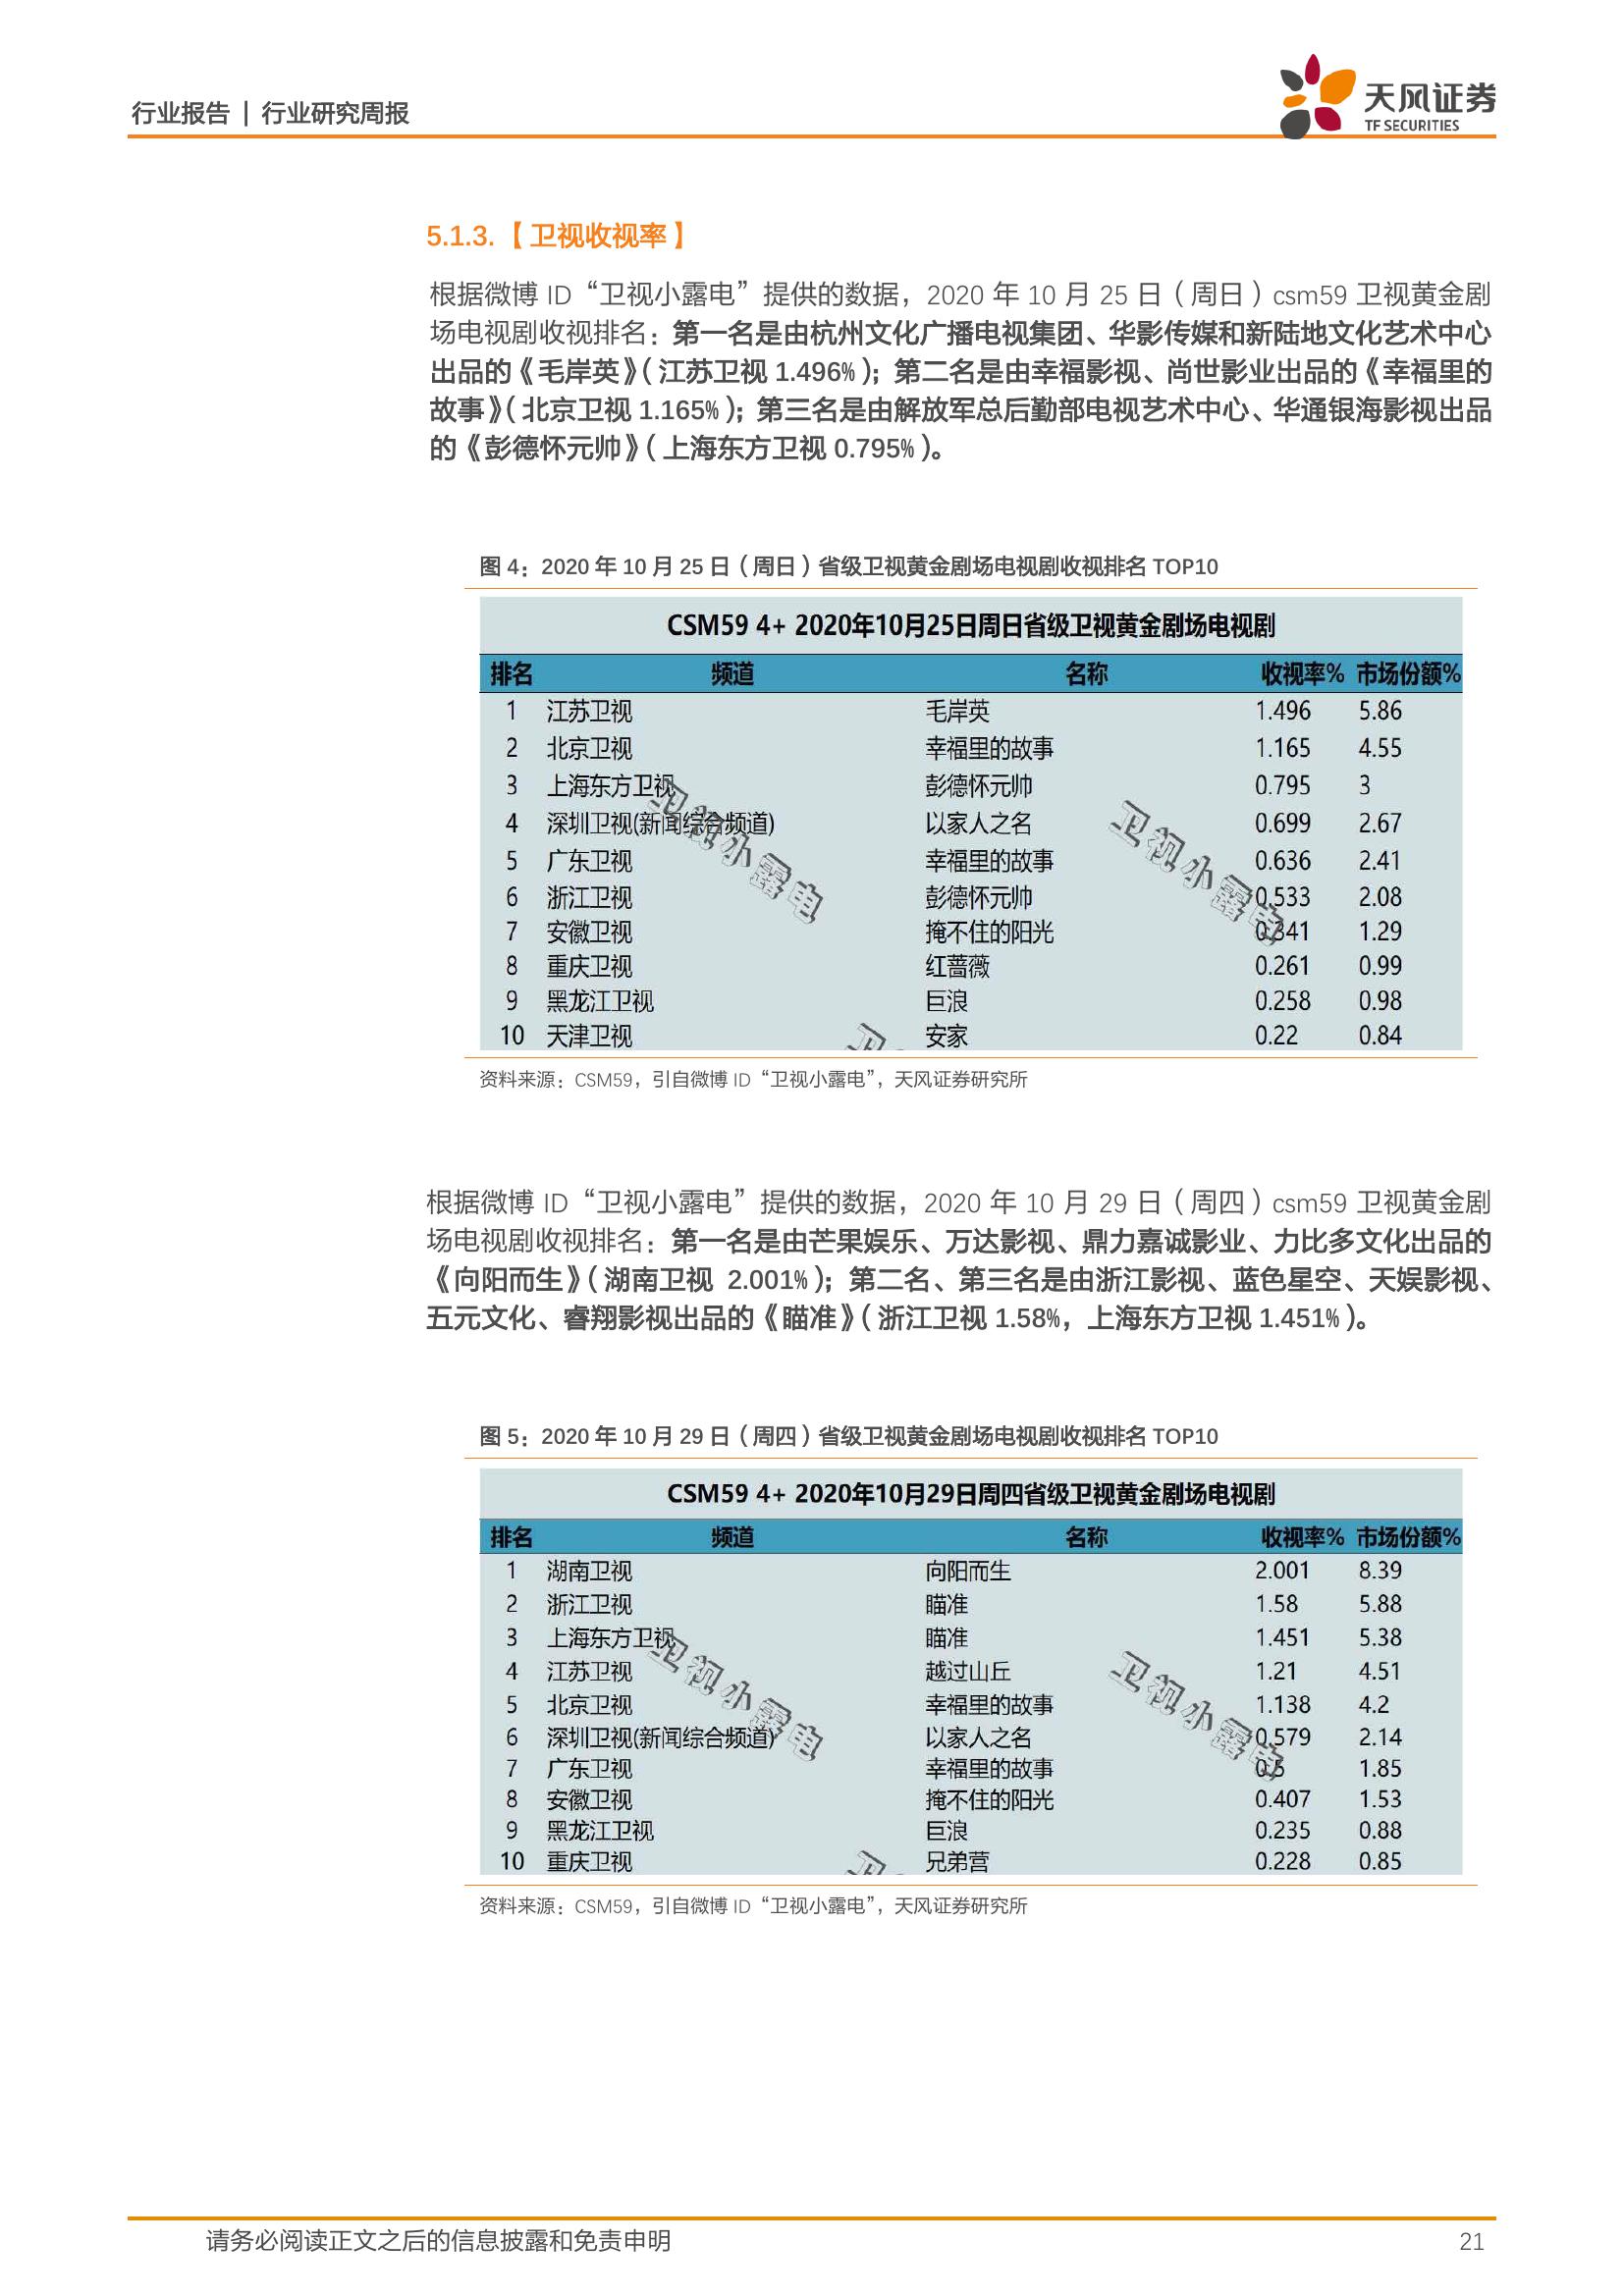 行业报告 | 行业研究周报
天风证券
TF SECURITIES
5.1.3.【卫视收视率】
根据微博 ID“卫视小露电”提供的数据，2020 年 10 月 25 日（周日）csm59 卫视黄金剧
场电视剧收视排名：第一名是由杭州文化广播电视集团、华影传媒和新陆地文化艺术中心
出品的《毛岸英》（江苏卫视 1.496%）；第二名是由幸福影视、尚世影业出品的《幸福里的
故事》（北京卫视 1.165%）；第三名是由解放军总后勤部电视艺术中心、华通银海影视出品
的《彭德怀元帅》（上海东方卫视 0.795%）。
图 4：2020 年 10 月 25 日（周日）省级卫视黄金剧场电视剧收视排名 TOP10
CSM59 4+ 2020年10月25日周日省级卫视黄金剧场电视剧
排名 频道 名称 收视率% 市场份额%
1 江苏卫视 毛岸英 1.496 5.86
2 北京卫视 幸福里的故事 1.165 4.55
3 上海东方卫视 彭德怀元帅 0.795 3
4 深圳卫视(新闻综合频道) 以家人之名 0.699 2.67
5 广东卫视 幸福里的故事 0.636 2.41
6 浙江卫视 彭德怀元帅 0.533 2.08
7 安徽卫视 掩不住的阳光 0.341 1.29
8 重庆卫视 红蔷薇 0.261 0.99
9 黑龙江卫视 巨浪 0.258 0.98
10 天津卫视 安家 0.22 0.84
卫视小露电
卫视小露电
卫
资料来源：CSM59，引自微博 ID“卫视小露电”，天风证券研究所
根据微博 ID“卫视小露电”提供的数据，2020 年 10 月 29 日（周四）csm59 卫视黄金剧
场电视剧收视排名：第一名是由芒果娱乐、万达影视、鼎力嘉诚影业、力比多文化出品的
《向阳而生》（湖南卫视 2.001%）；第二名、第三名是由浙江影视、蓝色星空、天娱影视、
五元文化、睿翔影视出品的《瞄准》（浙江卫视 1.58%，上海东方卫视 1.451%）。
图 5：2020 年 10 月 29 日（周四）省级卫视黄金剧场电视剧收视排名 TOP10
CSM59 4+ 2020年10月29日周四省级卫视黄金剧场电视剧
排名 频道 名称 收视率% 市场份额%
1 湖南卫视 向阳而生 2.001 8.39
2 浙江卫视 瞄准 1.58 5.88
3 上海东方卫视 瞄准 1.451 5.38
4 江苏卫视 越过山丘 1.21 4.51
5 北京卫视 幸福里的故事 1.138 4.2
6 深圳卫视(新闻综合频道) 以家人之名 0.579 2.14
7 广东卫视 幸福里的故事 0.5 1.85
8 安徽卫视 掩不住的阳光 0.407 1.53
9 黑龙江卫视 巨浪 0.235 0.88
10 重庆卫视 兄弟营 0.228 0.85
卫视小露电
卫视小露电
卫
资料来源：CSM59，引自微博 ID“卫视小露电”，天风证券研究所
请务必阅读正文之后的信息披露和免责申明 21